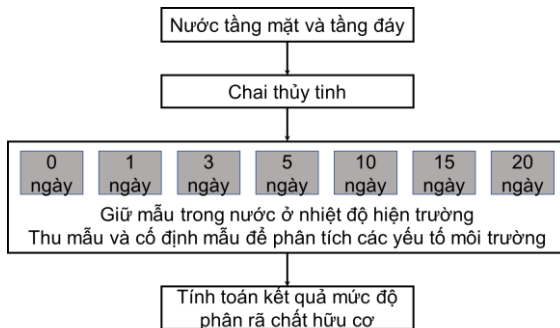 Nước tầng mặt và tầng đáy
Chai thủy tinh
0 1 3 5 10 15 20
ngày ngày ngày ngày ngày ngày ngày
Giữ mẫu trong nước ở nhiệt độ hiện trường
Thu mẫu và cố định mẫu để phân tích các yếu tố môi trường
Tính toán kết quả mức độ
phân rã chất hữu cơ